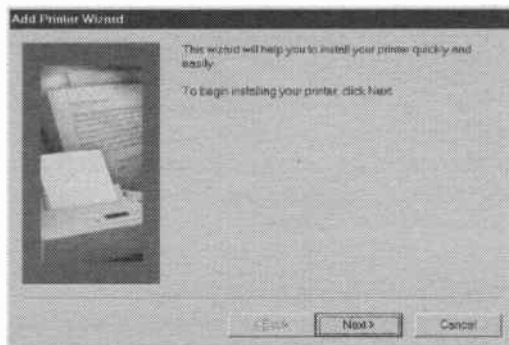 Add Printer Wizard
This wizard will help you to install your printer quickly and
easily.
To begin installing your printer, click Next.
< Back
Next >
Cancel